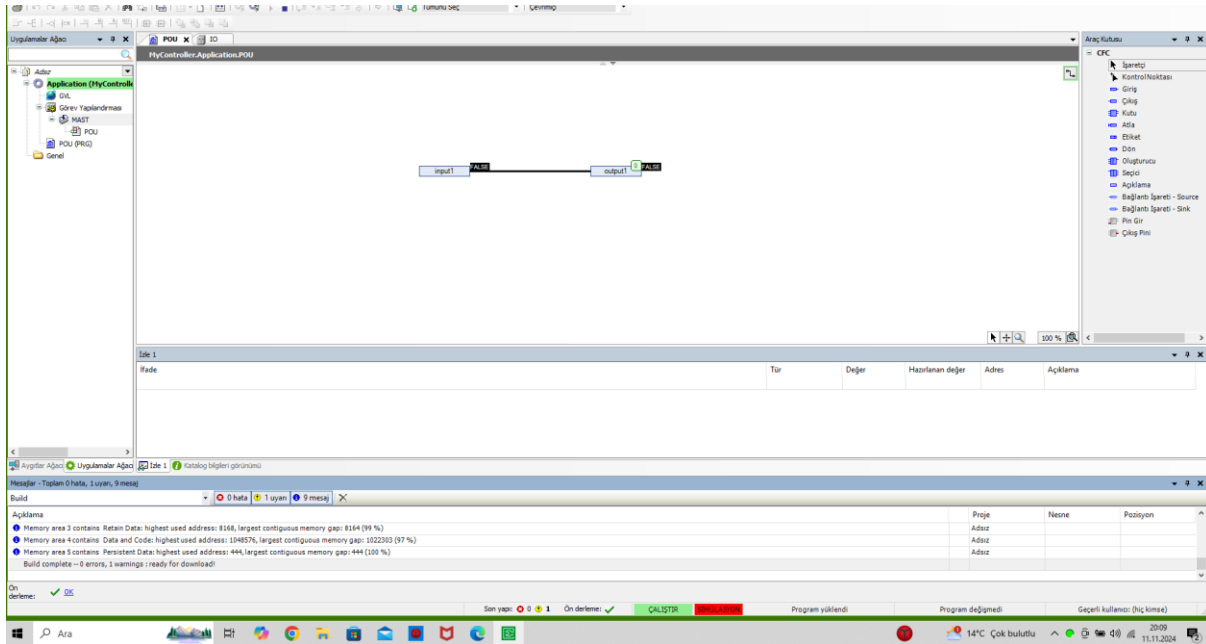 Tümünü Seç
Çevrimiçi
Uygulamalar Ağacı
POU
IO
Araç Kutusu
MyController.Application.POU
CFC
İşaretçi
KontrolNoktası
Giriş
Çıkış
Kutu
Atla
Etiket
Dön
Oluşturucu
Seçici
Açıklama
Bağlantı İşareti - Source
Bağlantı İşareti - Sink
Pin Gir
Çıkış Pini
Adsız
Application (MyControlle
GVL
Görev Yapılandırması
MAST
POU
POU (PRG)
Genel
input1
FALSE
output1
0
FALSE
100 %
İzle 1
İfade
Tür
Değer
Hazırlanan değer
Adres
Açıklama
Aygıtlar Ağacı
Uygulamalar Ağacı
İzle 1
Katalog bilgileri görünümü
Mesajlar - Toplam 0 hata, 1 uyarı, 9 mesaj
Build
0 hata
1 uyarı
9 mesaj
Açıklama
Proje
Nesne
Pozisyon
Memory area 3 contains Retain Data: highest used address: 8168, largest contiguous memory gap: 8164 (99 %)
Adsız
Memory area 4 contains Data and Code: highest used address: 1048576, largest contiguous memory gap: 1022303 (97 %)
Adsız
Memory area 5 contains Persistent Data: highest used address: 444, largest contiguous memory gap: 444 (100 %)
Adsız
Build complete -- 0 errors, 1 warnings : ready for download!
Ön derleme:
OK
Son yapı:
0
1
Ön derleme:
ÇALIŞTIR
SİMÜLASYON
Program yüklendi
Program değişmedi
Geçerli kullanıcı: (hiç kimse)
Ara
14°C Çok bulutlu
20:09
11.11.2024
2